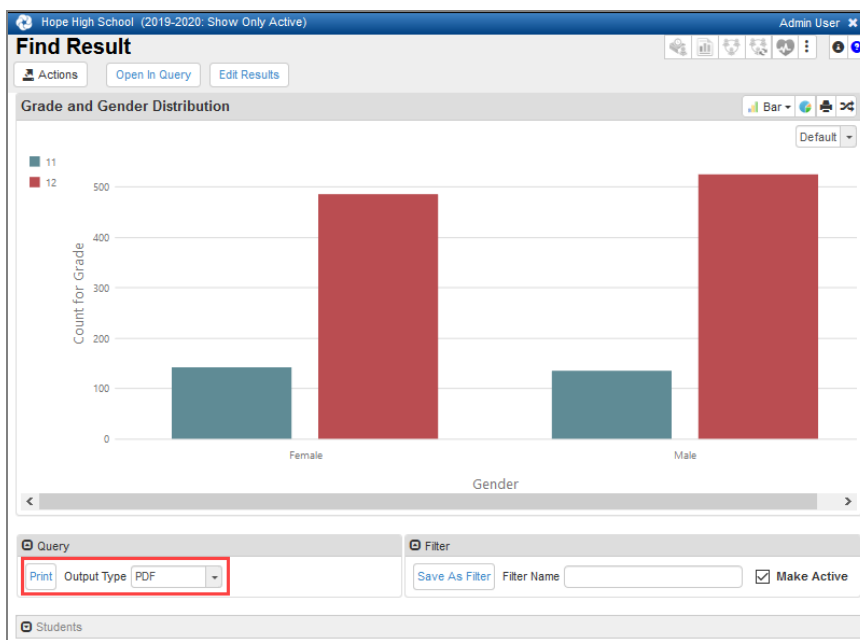 Hope High School (2019-2020: Show Only Active) Admin User
Find Result
Actions Open In Query Edit Results
Grade and Gender Distribution Bar
Default
11
12
500
400
300
200
100
0
Count for Grade
Female Male
Gender
Query Filter
Print Output Type PDF Save As Filter Filter Name Make Active
Students